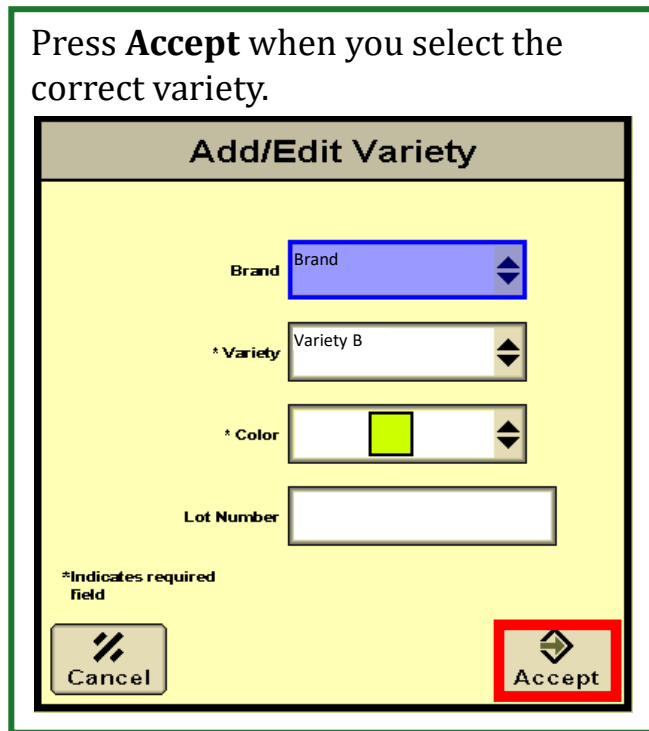 Press Accept when you select the
correct variety.
Add/Edit Variety
Brand
Brand
* Variety
Variety B
* Color
Lot Number
*Indicates required
field
Cancel
Accept